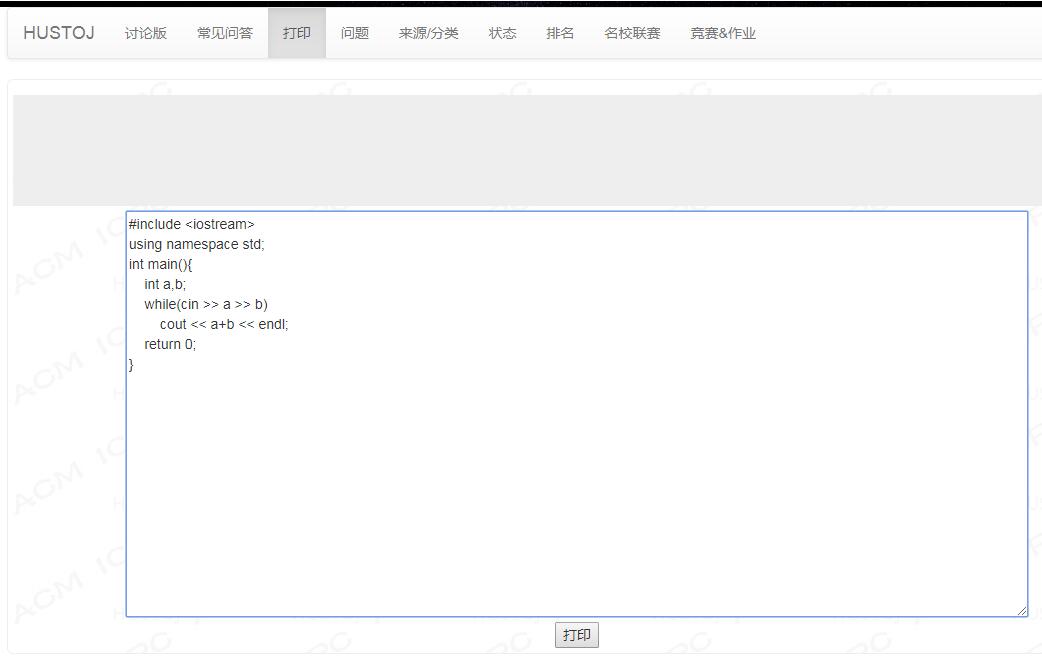 HUSTOJ 讨论版 常见问答 打印 问题 来源/分类 状态 排名 名校联赛 竞赛&作业
#include <iostream>
using namespace std;
int main(){
    int a,b;
    while(cin >> a >> b)
        cout << a+b << endl;
    return 0;
}
打印